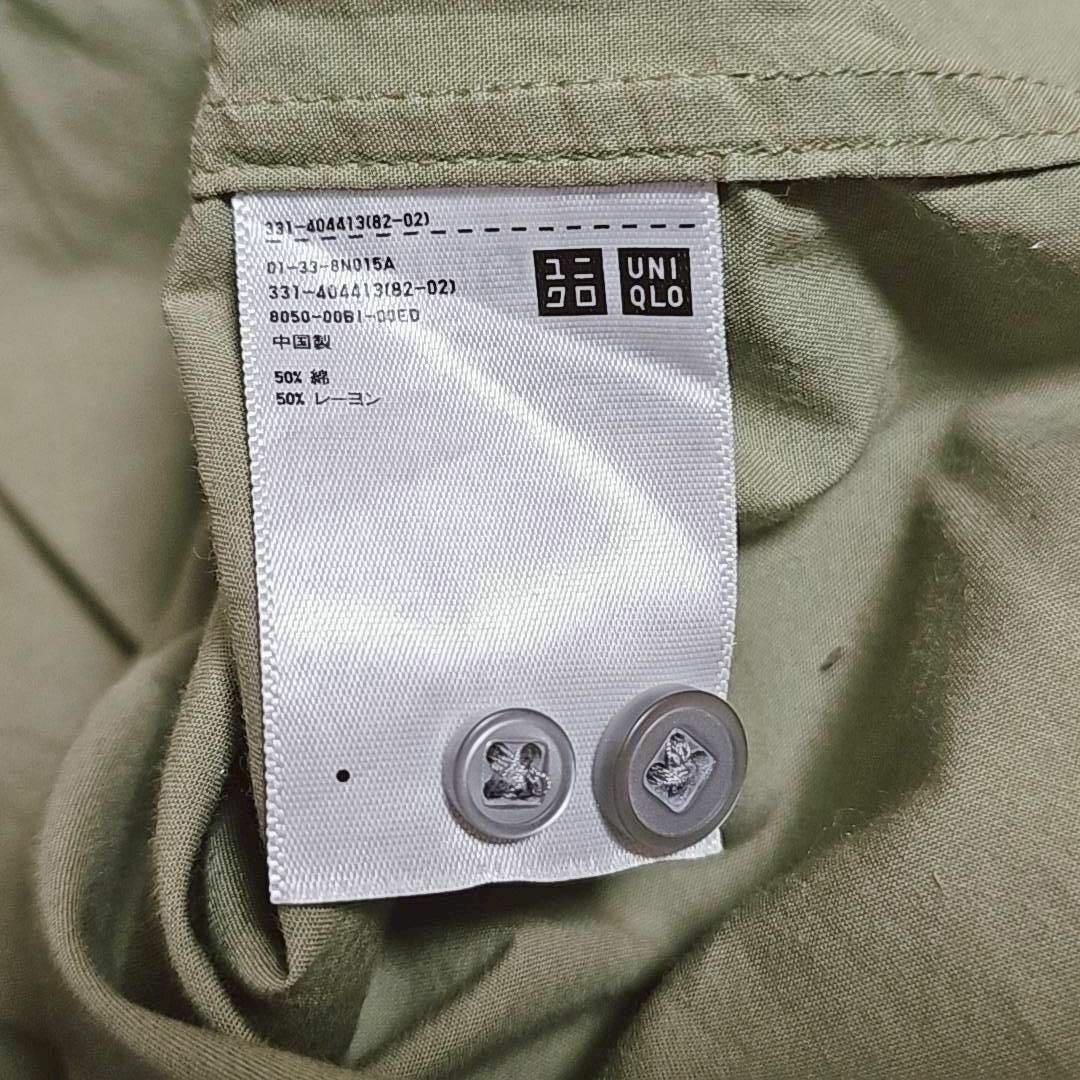 331-404413(82-02)
01-33-8N015A
331-404413(82-02)
8050-00B1-00ED
中国製
50% 綿
50% レーヨン
ユニ
クロ
UNI
QLO